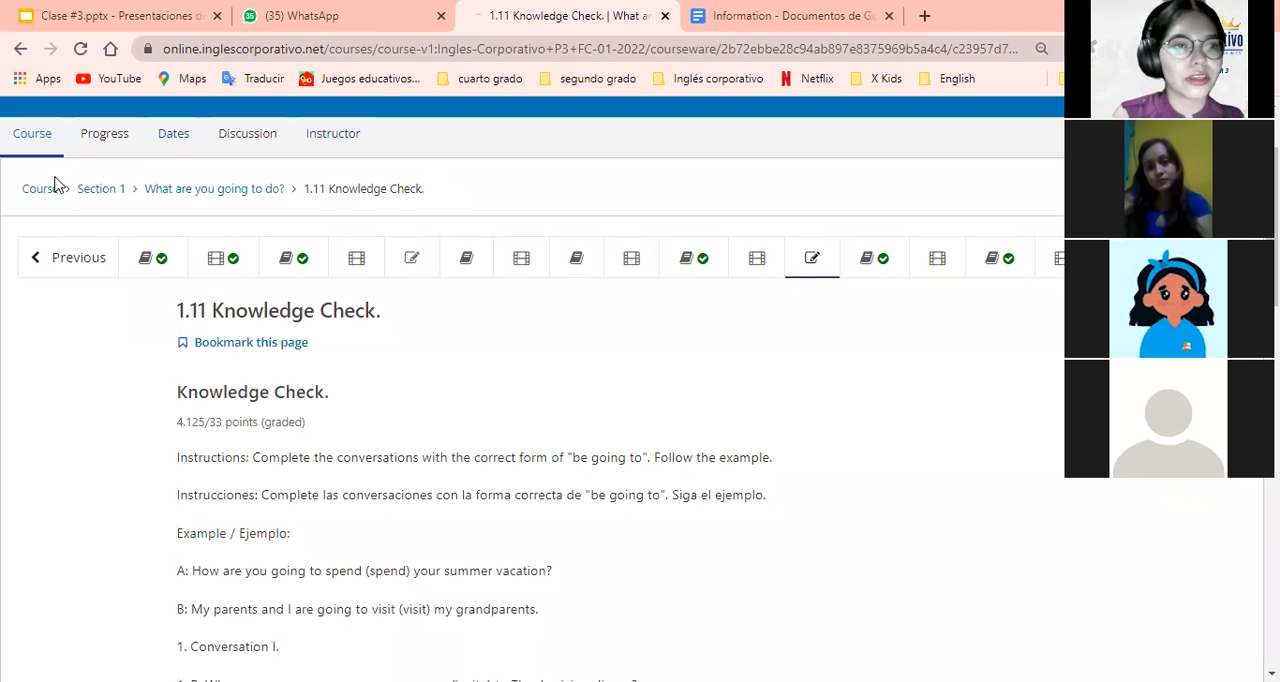 Clase #3.pptx - Presentaciones d
(35) WhatsApp
1.11 Knowledge Check. | What ar
Information - Documentos de G
online.inglescorporativo.net/courses/course-v1:Ingles-Corporativo+P3+FC-01-2022/courseware/2b72ebbe28c94ab897e8375969b5a4c4/c23957d7...
Apps
YouTube
Maps
Traducir
Juegos educativos...
cuarto grado
segundo grado
Inglés corporativo
Netflix
X Kids
English
Course
Progress
Dates
Discussion
Instructor
Course > Section 1 > What are you going to do? > 1.11 Knowledge Check.
Previous
1.11 Knowledge Check.
Bookmark this page
Knowledge Check.
4.125/33 points (graded)
Instructions: Complete the conversations with the correct form of "be going to". Follow the example.
Instrucciones: Complete las conversaciones con la forma correcta de "be going to". Siga el ejemplo.
Example / Ejemplo:
A: How are you going to spend (spend) your summer vacation?
B: My parents and I are going to visit (visit) my grandparents.
1. Conversation I.